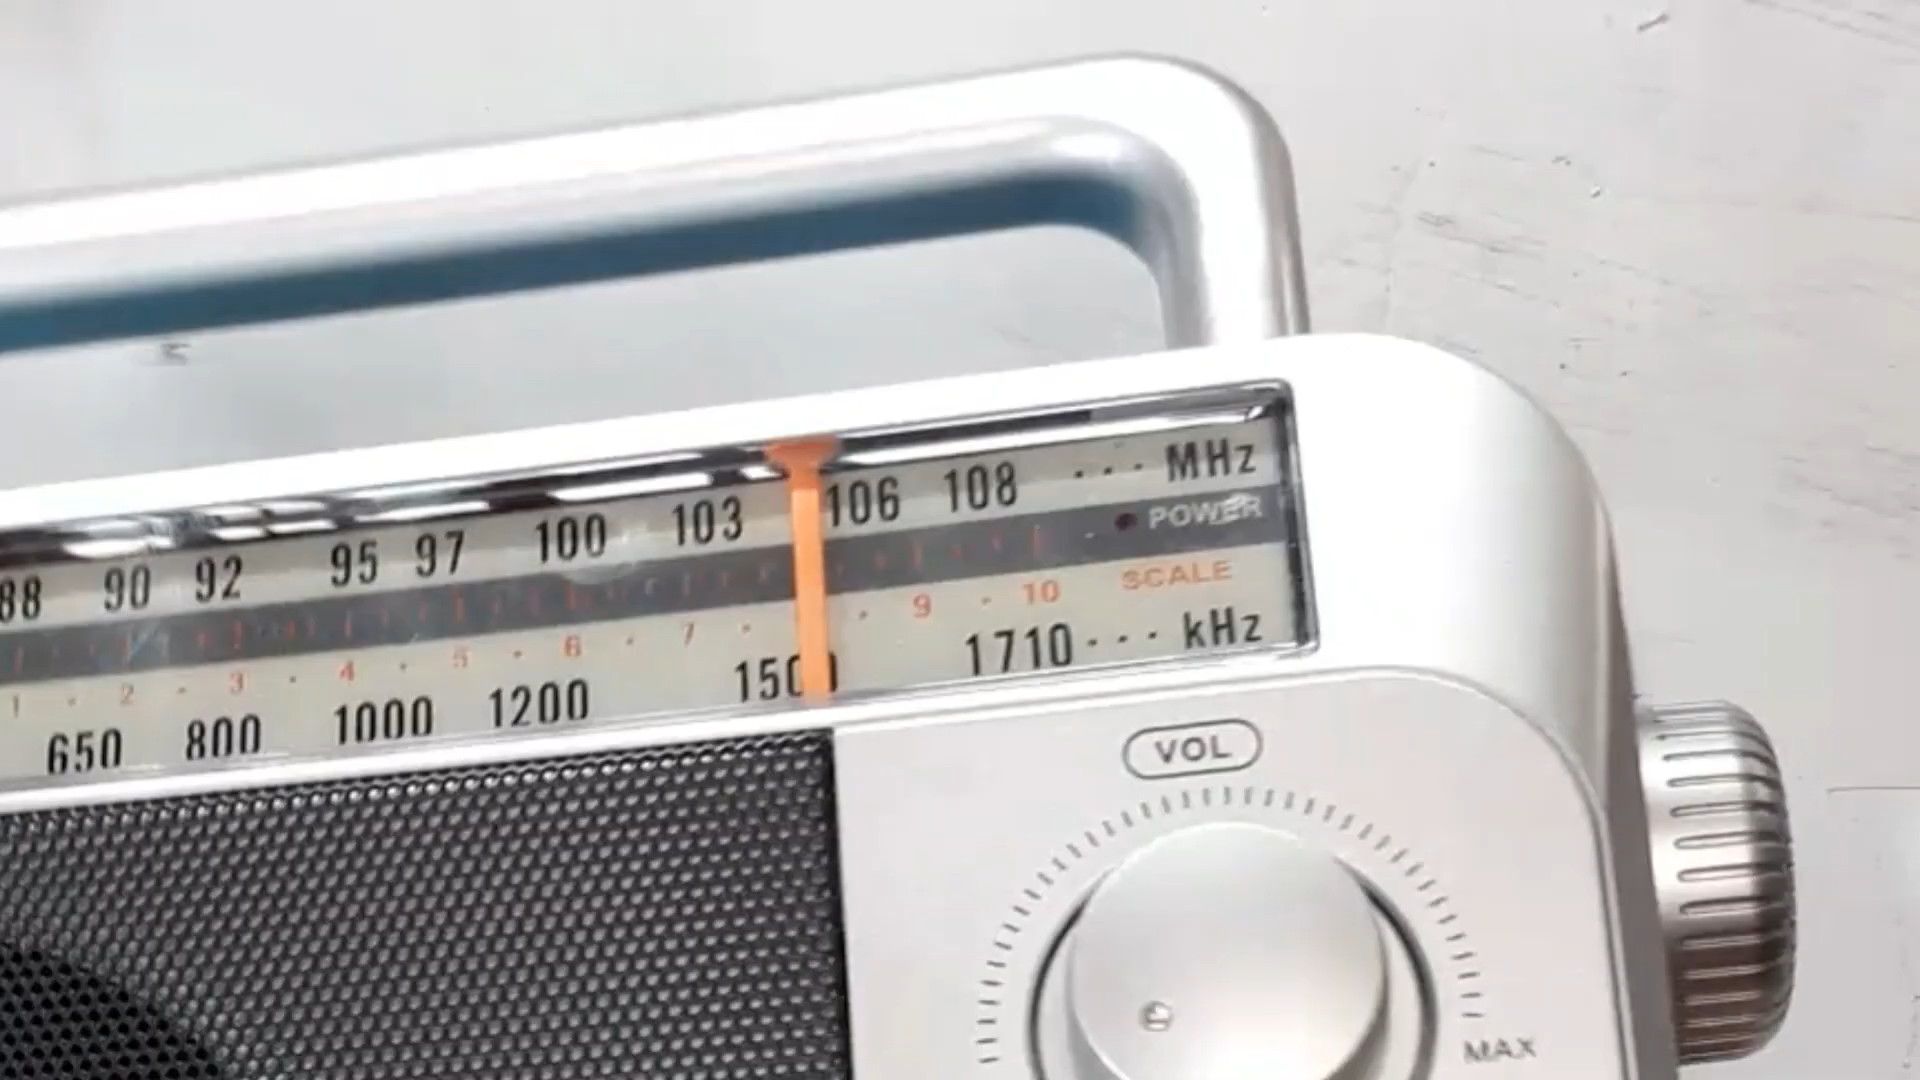 88 90 92 95 97 100 103 106 108 ··· MHz
POWER
1 · 2 · 3 · 4 · 5 · 6 · 7 · · 9 · 10 SCALE
650 800 1000 1200 1500 1710 ··· kHz
VOL
MAX